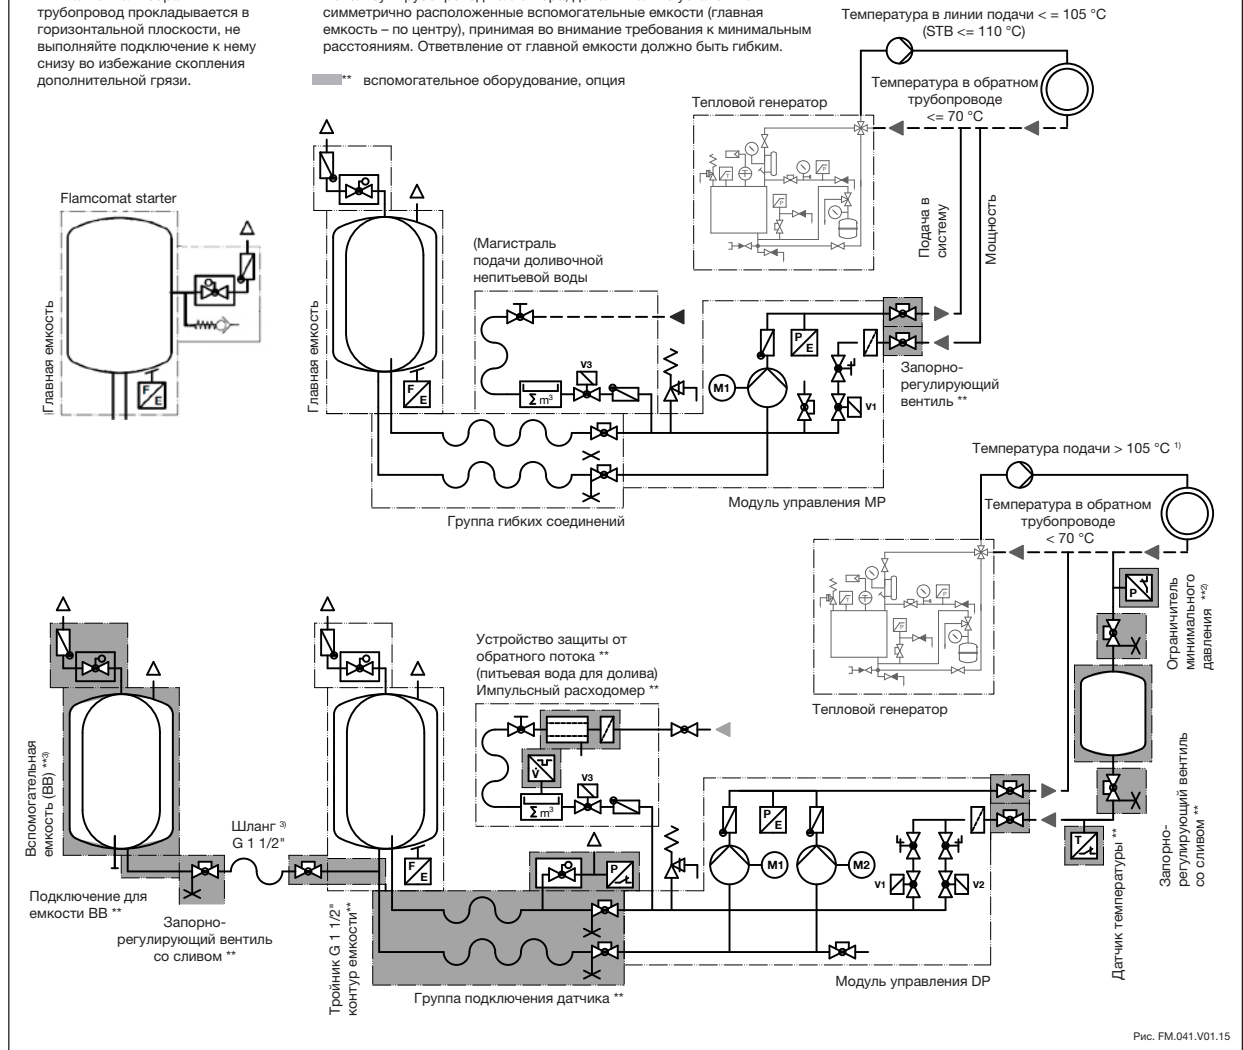 трубопровод прокладывается в
горизонтальной плоскости, не
выполняйте подключение к нему
снизу во избежание скопления
дополнительной грязи.
симметрично расположенные вспомогательные емкости (главная
емкость – по центру), принимая во внимание требования к минимальным
расстояниям. Ответвление от главной емкости должно быть гибким.
** вспомогательное оборудование, опция
Температура в линии подачи < = 105 °C
(STB <= 110 °C)
Температура в обратном
трубопроводе
<= 70 °C
Тепловой генератор
Подача в
систему
Мощность
Flamcomat starter
Главная емкость
F
E
Главная емкость
F
E
(Магистраль
подачи доливочной
непитьевой воды
V3
Σ m³
P
E
M1
V1
Запорно-
регулирующий
вентиль **
Модуль управления MP
Группа гибких соединений
Температура подачи > 105 °C ¹⁾
Температура в обратном
трубопроводе
< 70 °C
Тепловой генератор
P
Ограничитель
минимального
давления **²⁾
Запорно-
регулирующий вентиль
со сливом **
Датчик температуры **
T
Вспомогательная
емкость (BB) **³⁾
Подключение для
емкости BB **
Шланг ³⁾
G 1 1/2"
Запорно-
регулирующий вентиль
со сливом **
Тройник G 1 1/2"
контур емкости**
F
E
Устройство защиты от
обратного потока **
(питьевая вода для долива)
Импульсный расходомер **
V̇
V3
Σ m³
P
P
E
M1
M2
V1
V2
Модуль управления DP
Группа подключения датчика **
Рис. FM.041.V01.15